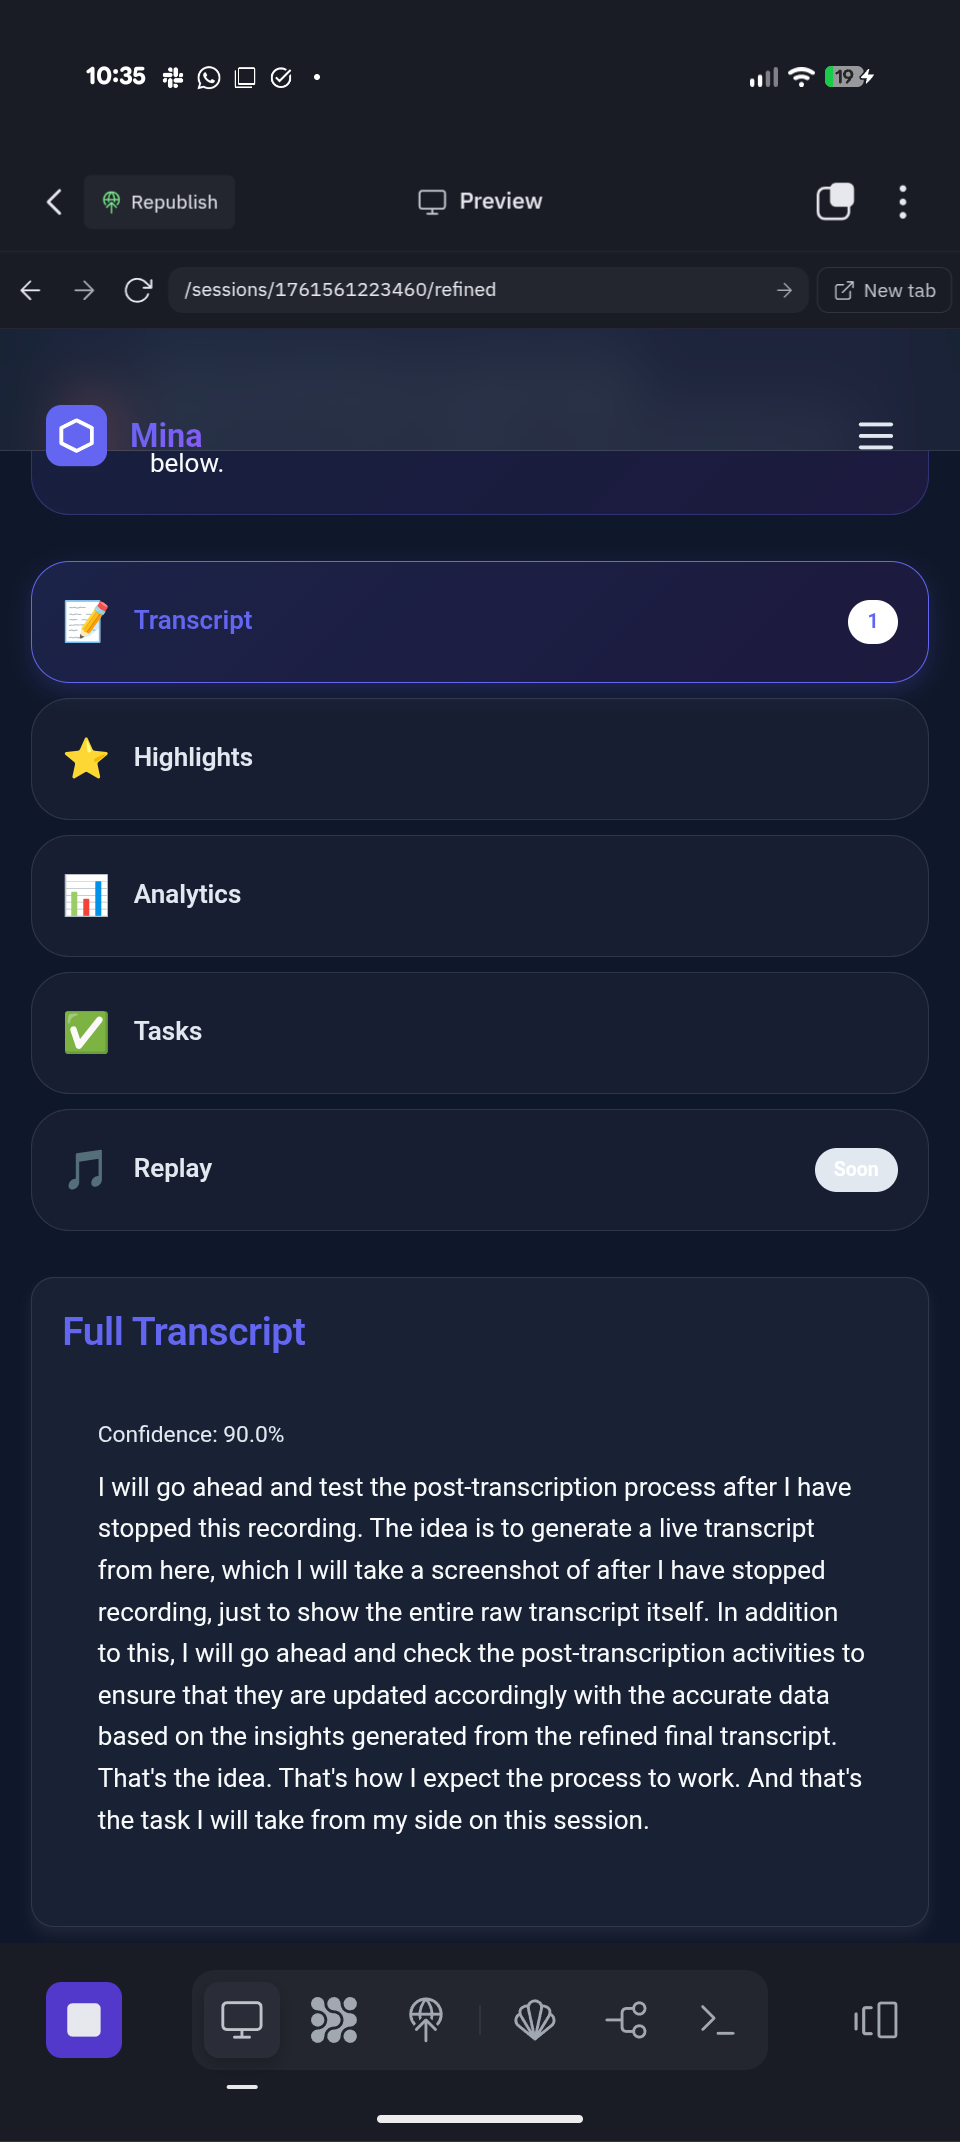 10:35
19
Republish
Preview
/sessions/1761561223460/refined
New tab
Mina
below.
Transcript
1
Highlights
Analytics
Tasks
Replay
Soon
Full Transcript
Confidence: 90.0%
I will go ahead and test the post-transcription process after I have
stopped this recording. The idea is to generate a live transcript
from here, which I will take a screenshot of after I have stopped
recording, just to show the entire raw transcript itself. In addition
to this, I will go ahead and check the post-transcription activities to
ensure that they are updated accordingly with the accurate data
based on the insights generated from the refined final transcript.
That's the idea. That's how I expect the process to work. And that's
the task I will take from my side on this session.